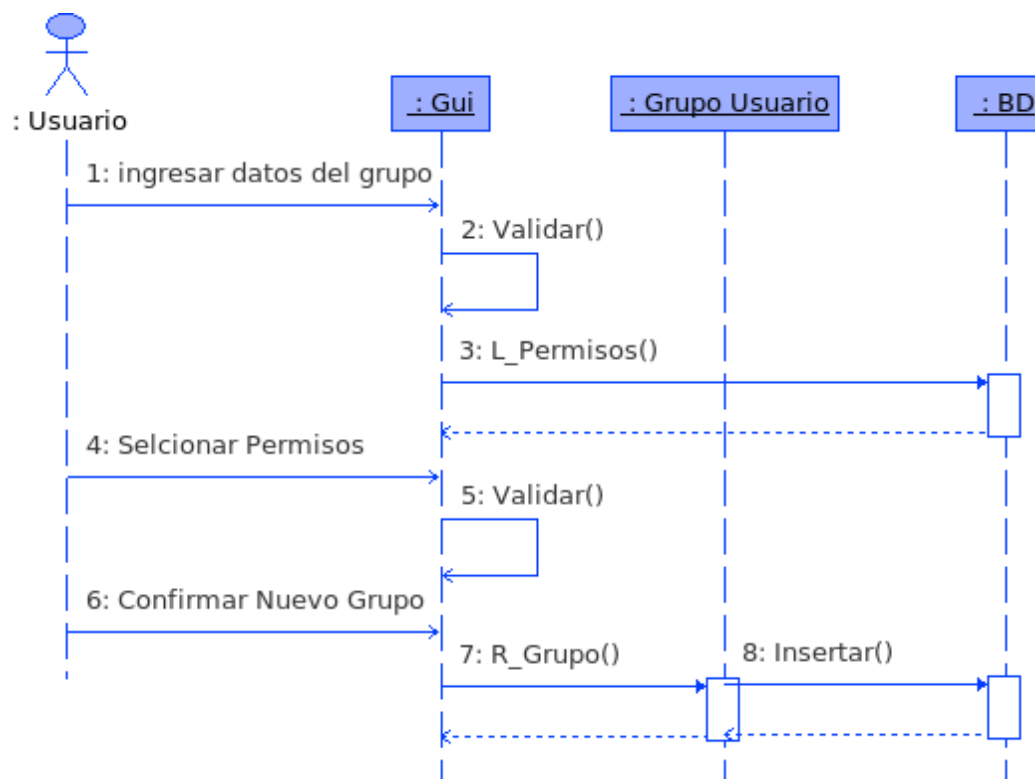 : Usuario
: Gui
: Grupo Usuario
: BD
1: ingresar datos del grupo
2: Validar()
3: L_Permisos()
4: Selcionar Permisos
5: Validar()
6: Confirmar Nuevo Grupo
7: R_Grupo()
8: Insertar()